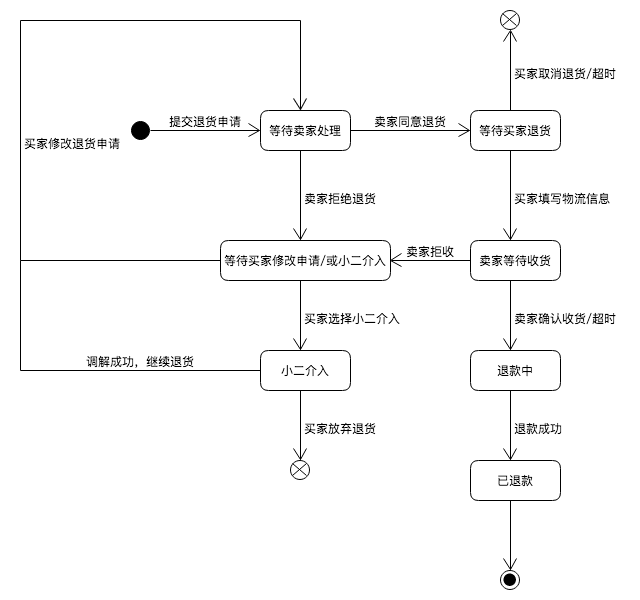 买家取消退货/超时
提交退货申请
卖家同意退货
等待卖家处理
等待买家退货
买家修改退货申请
卖家拒绝退货
买家填写物流信息
卖家拒收
等待买家修改申请/或小二介入
卖家等待收货
买家选择小二介入
卖家确认收货/超时
调解成功，继续退货
小二介入
退款中
买家放弃退货
退款成功
已退款